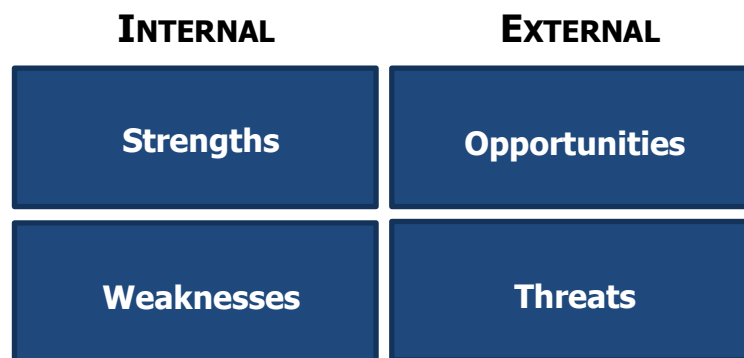 INTERNAL
EXTERNAL
Strengths
Opportunities
Weaknesses
Threats